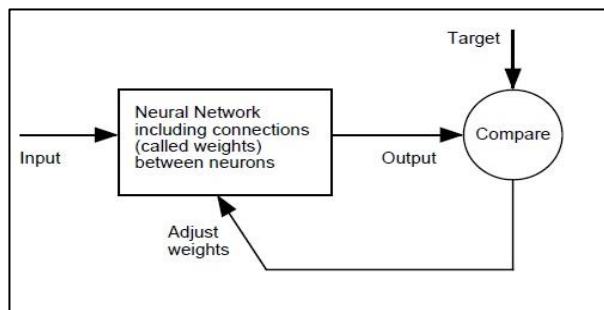 Target
Neural Network
including connections
(called weights)
between neurons
Compare
Input
Output
Adjust
weights